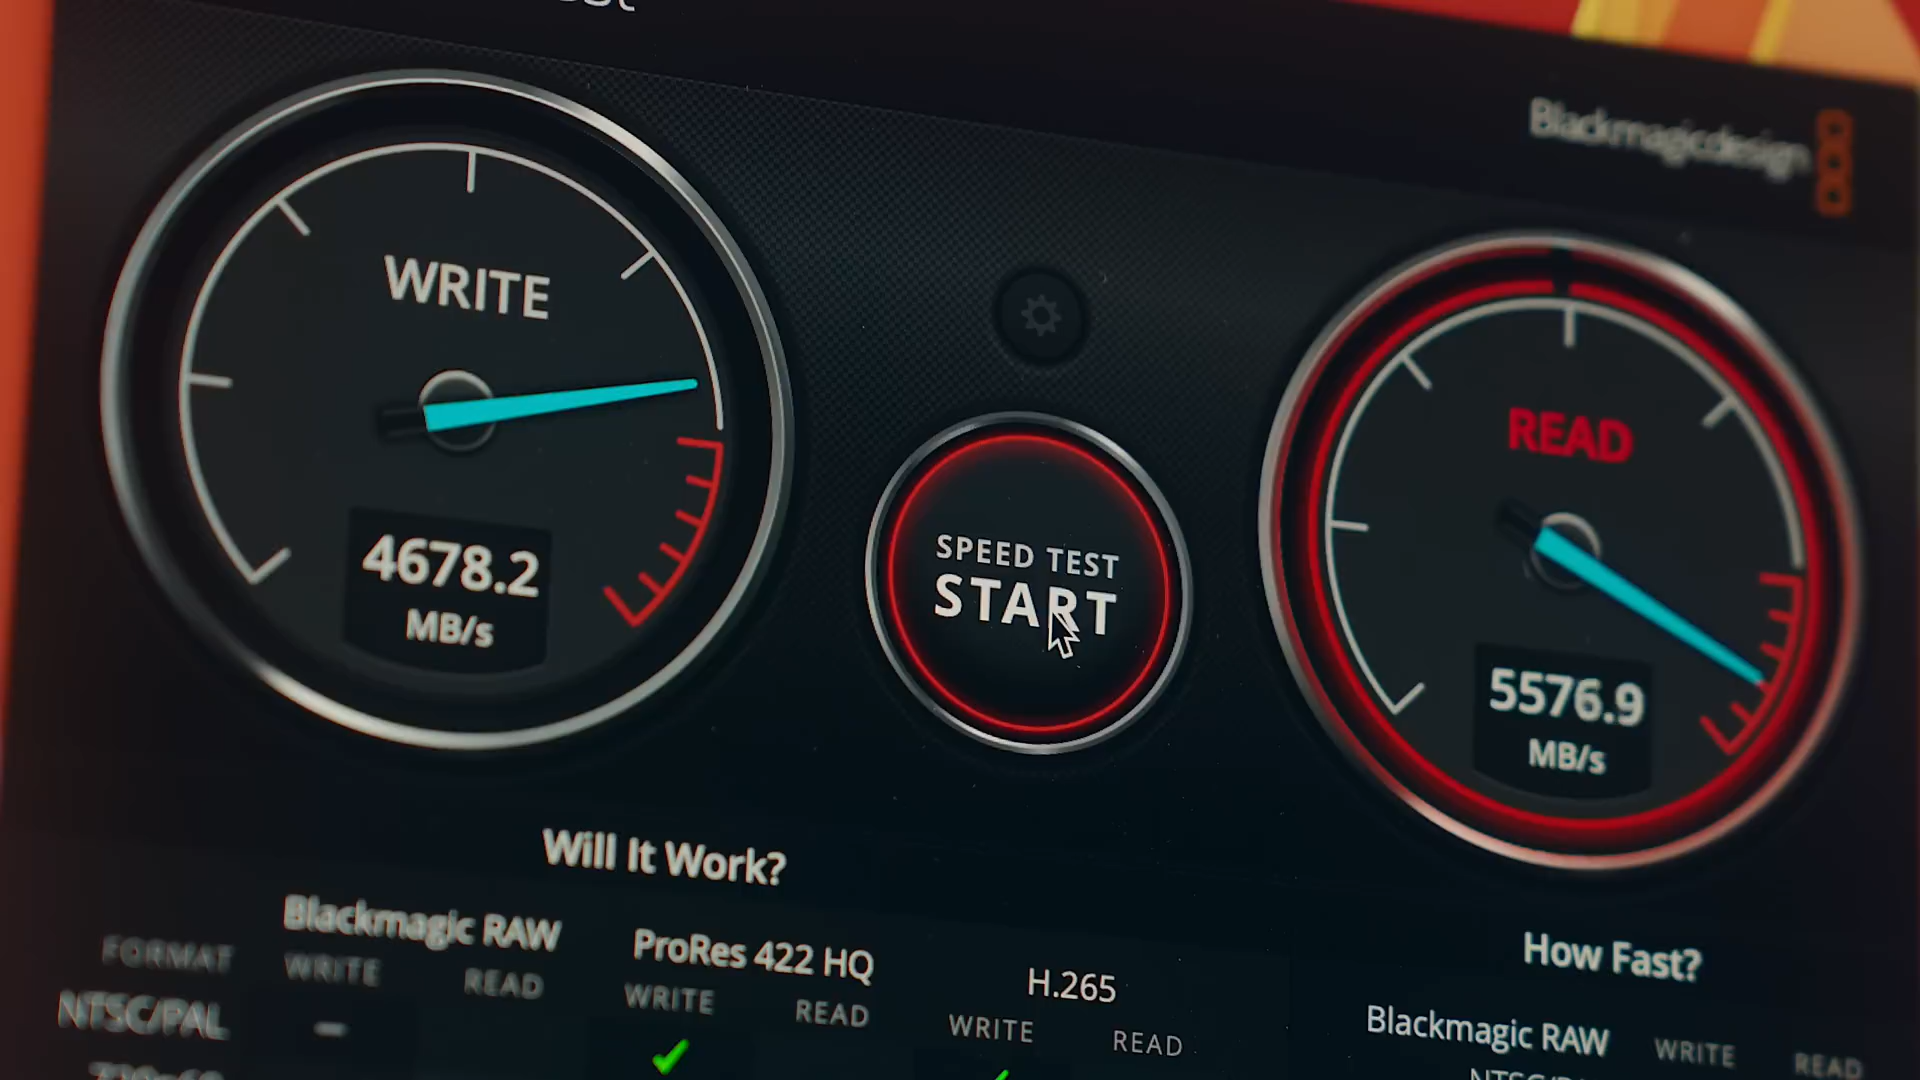 Blackmagicdesign
WRITE
4678.2
MB/s
SPEED TEST
START
READ
5576.9
MB/s
Will It Work?
FORMAT
Blackmagic RAW
WRITE READ
ProRes 422 HQ
WRITE READ
H.265
WRITE READ
NTSC/PAL
How Fast?
Blackmagic RAW
WRITE READ